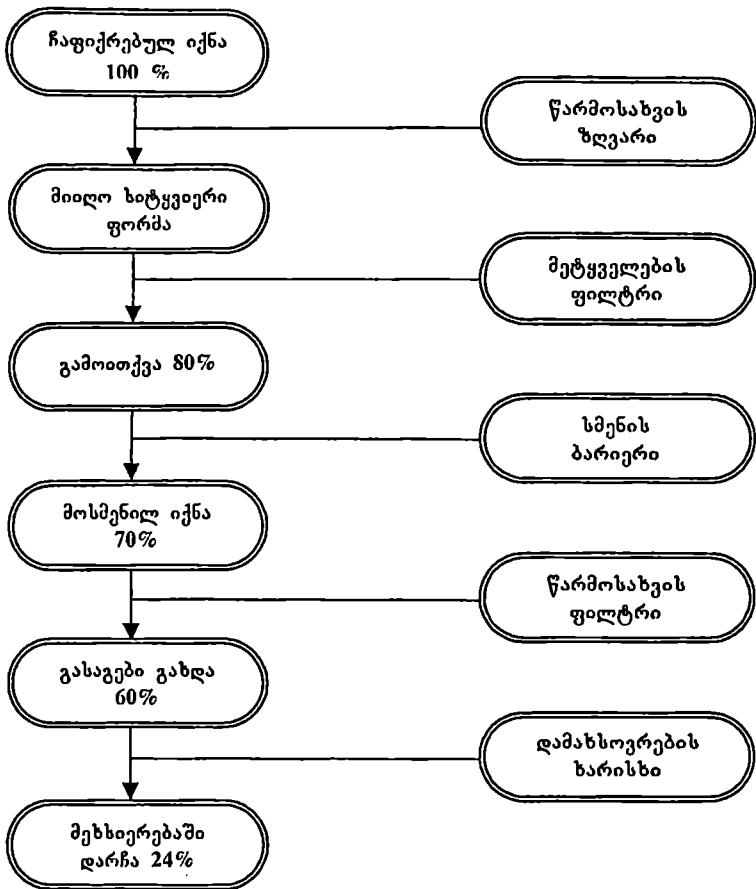 ჩაფიქრებულ იქნა
100 %
წარმოსახვის
ზღვარი
მიიღო სიტყვიერი
ფორმა
მეტყველების
ფილტრი
გამოითქვა 80%
სმენის
ბარიერი
მოსმენილ იქნა
70%
წარმოსახვის
ფილტრი
გასაგები გახდა
60%
დამახსოვრების
ხარისხი
მეხსიერებაში
დარჩა 24%